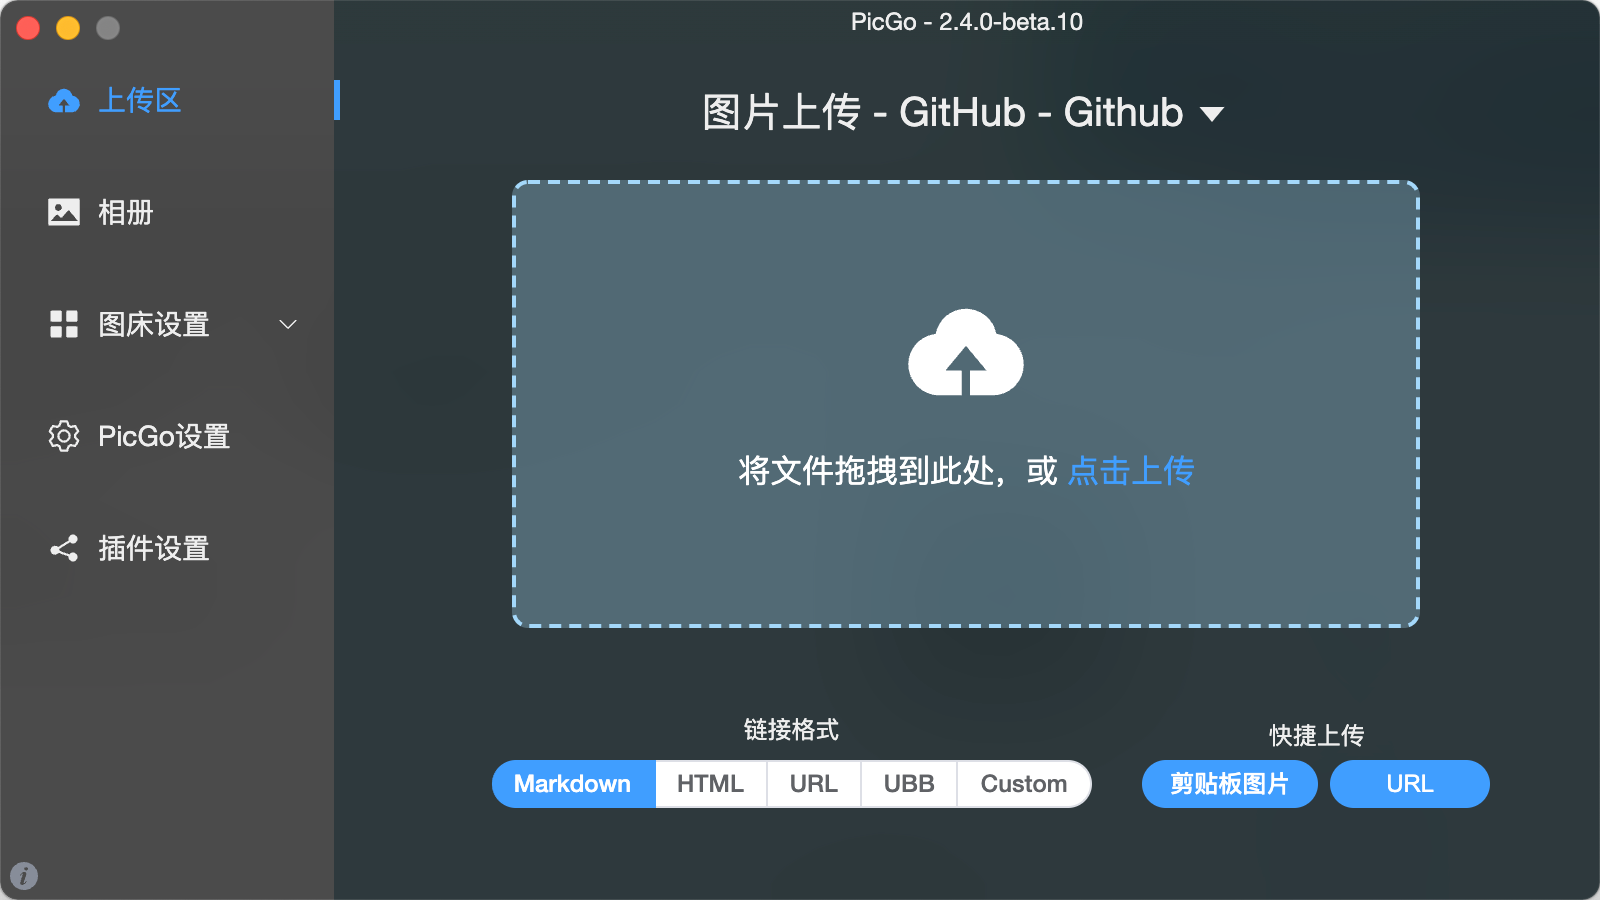 PicGo - 2.4.0-beta.10
上传区
相册
图床设置
PicGo设置
插件设置
图片上传 - GitHub - Github
将文件拖拽到此处，或 点击上传
链接格式
Markdown HTML URL UBB Custom
快捷上传
剪贴板图片 URL